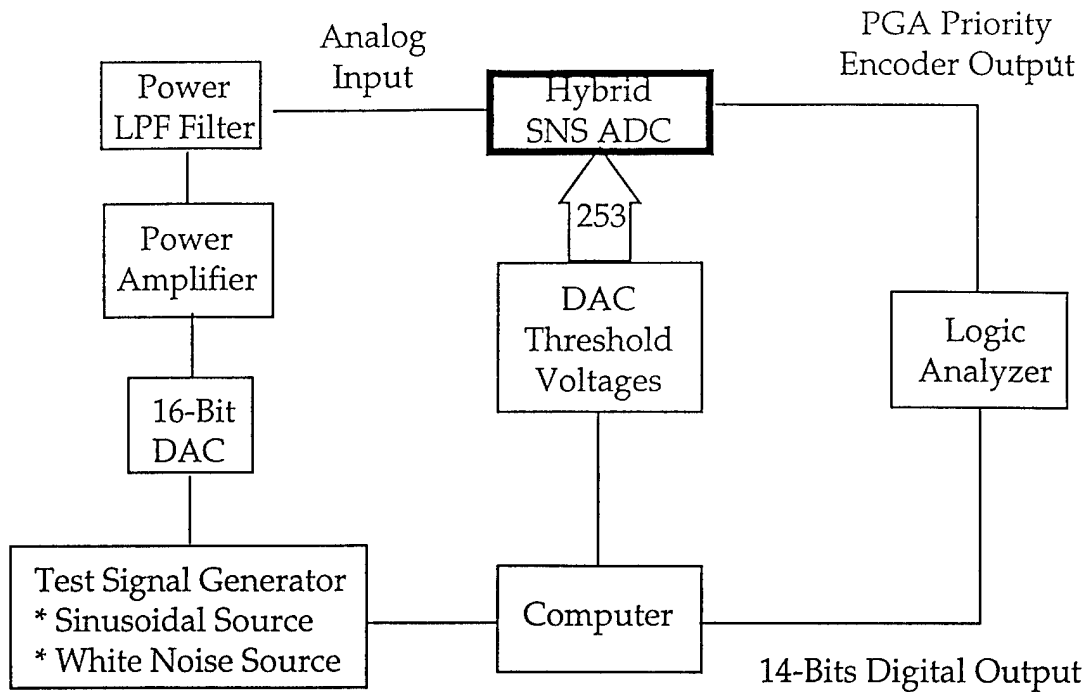 Analog
Input
PGA Priority
Encoder Output
Power
LPF Filter
Hybrid
SNS ADC
253
Power
Amplifier
DAC
Threshold
Voltages
Logic
Analyzer
16-Bit
DAC
Test Signal Generator
* Sinusoidal Source
* White Noise Source
Computer
14-Bits Digital Output